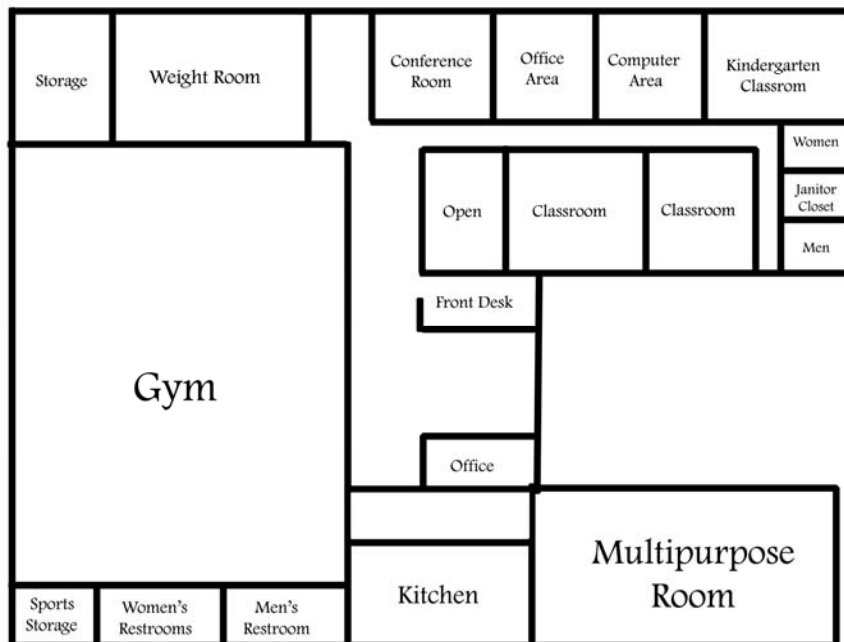 Storage
Weight Room
Conference
Room
Office
Area
Computer
Area
Kindergarten
Classrom
Women
Janitor
Closet
Men
Open
Classroom
Classroom
Front Desk
Gym
Office
Sports
Storage
Women's
Restrooms
Men's
Restroom
Kitchen
Multipurpose
Room